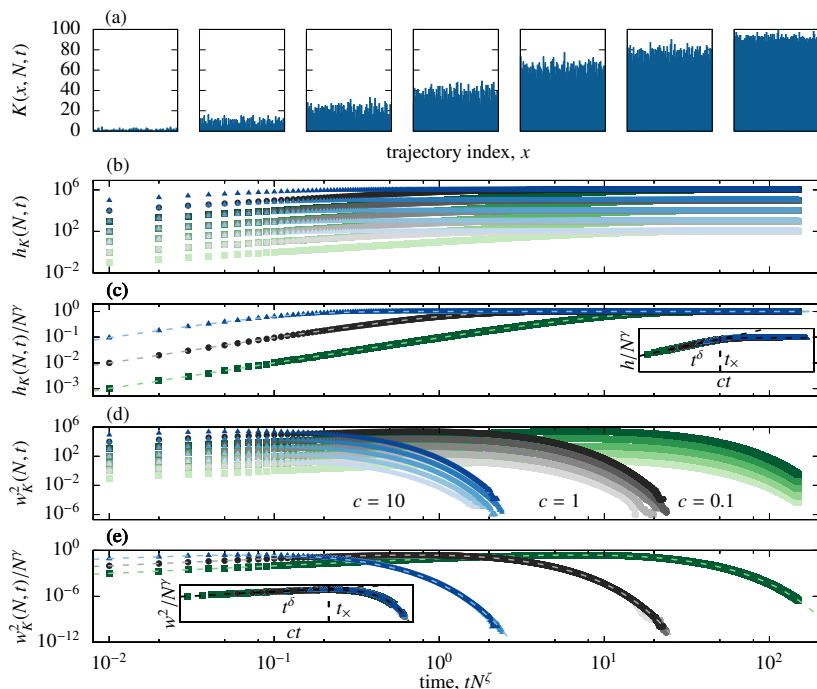 (a)
K(x, N, t)
100
80
60
40
20
0
trajectory index, x
(b)
h_K(N, t)
10^6
10^2
10^−2
(c)
h_K(N, t)/N^γ
10^0
10^−1
10^−2
10^−3
h/N^γ
t^δ
t_×
ct
(d)
w_K^2(N, t)
10^6
10^2
10^−2
10^−6
c = 10
c = 1
c = 0.1
(e)
w_K^2(N, t)/N^γ
10^0
10^−6
10^−12
w^2/N^γ
t^δ
t_×
ct
10^−2
10^−1
10^0
10^1
10^2
time, tN^ζ